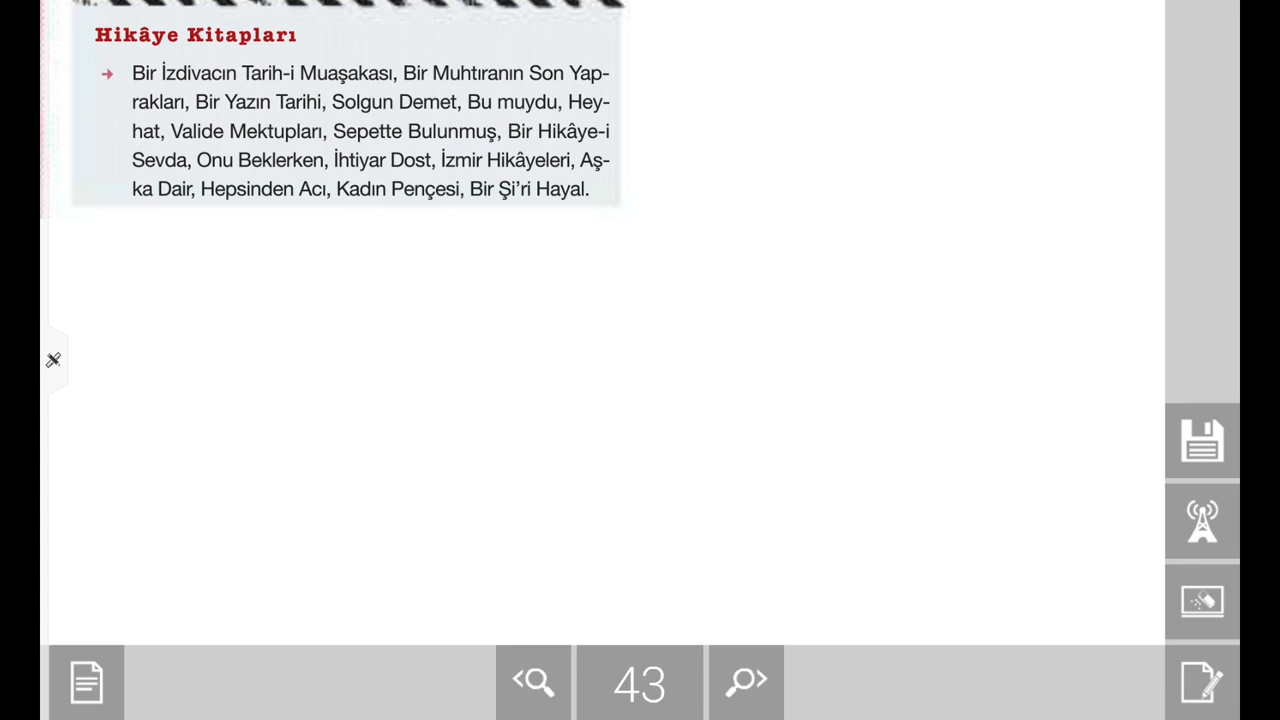 Hikâye Kitapları
Bir İzdivacın Tarih-i Muaşakası, Bir Muhtıranın Son Yap-
rakları, Bir Yazın Tarihi, Solgun Demet, Bu muydu, Hey-
hat, Valide Mektupları, Sepette Bulunmuş, Bir Hikâye-i
Sevda, Onu Beklerken, İhtiyar Dost, İzmir Hikâyeleri, Aş-
ka Dair, Hepsinden Acı, Kadın Pençesi, Bir Şi'ri Hayal.
43